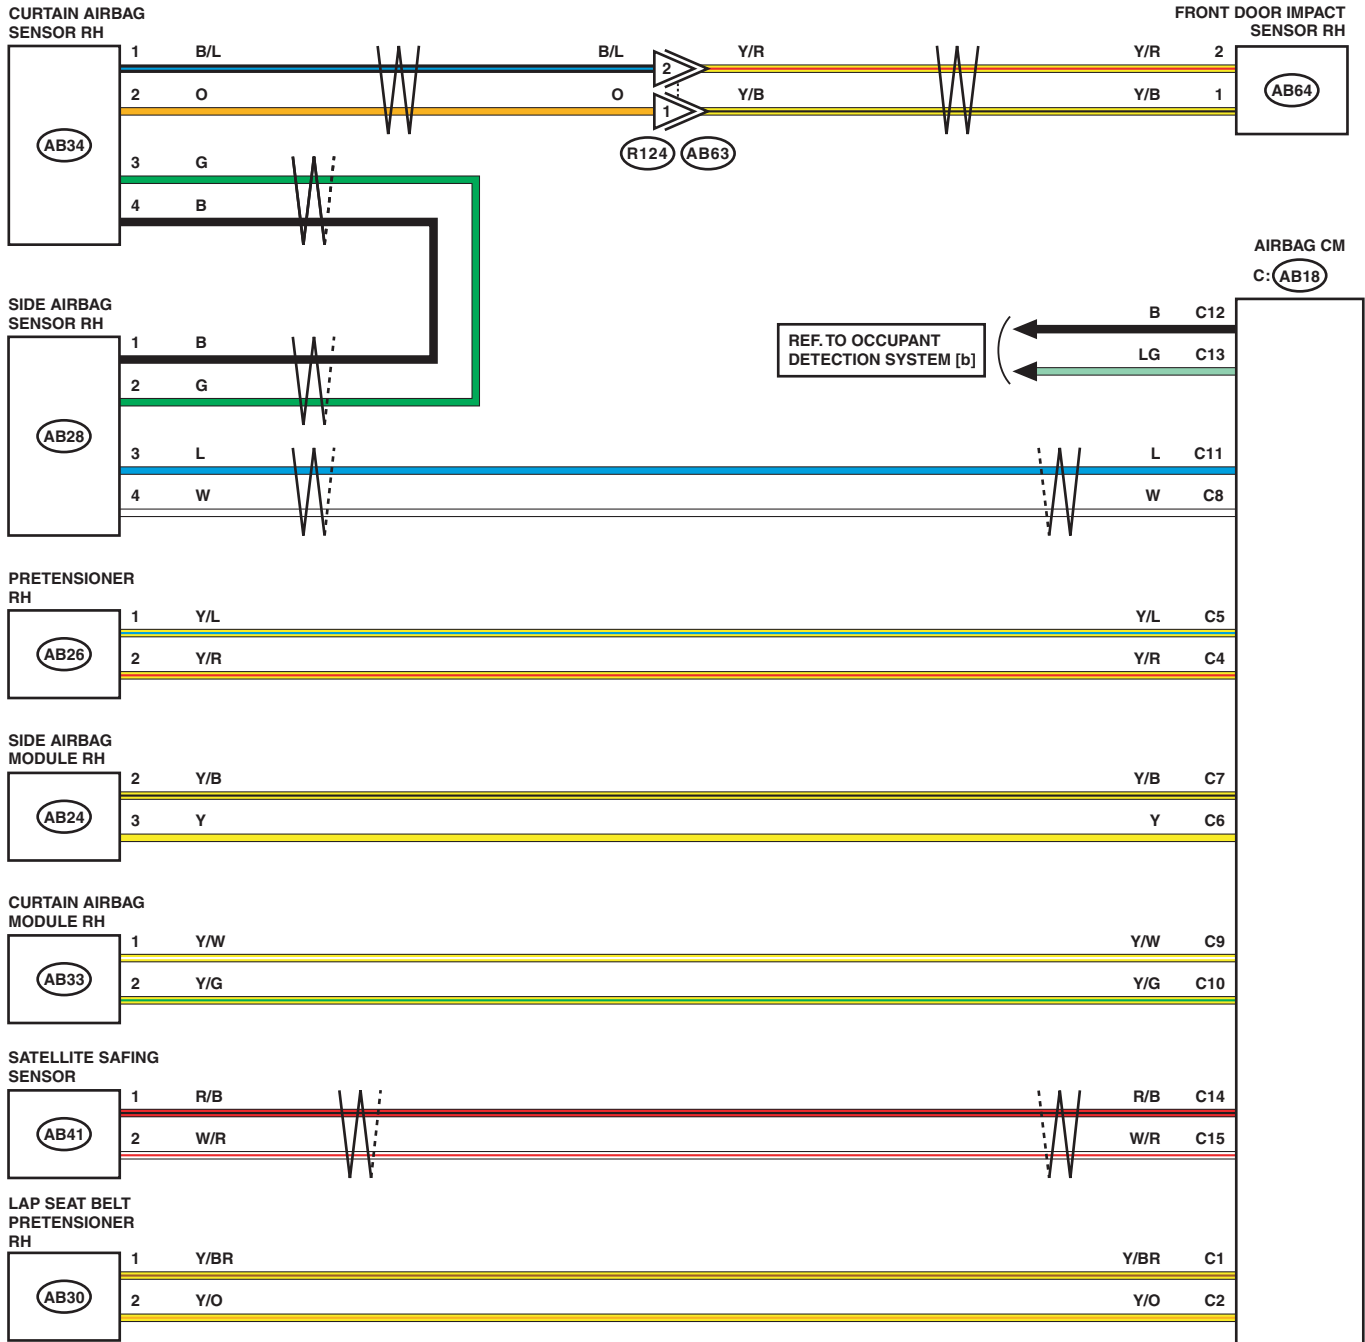 CURTAIN AIRBAG
SENSOR RH
FRONT DOOR IMPACT
SENSOR RH
1 B/L B/L Y/R Y/R 2
2
2 O O Y/B Y/B 1
1
AB64
AB34
R124 AB63
3 G
4 B
AIRBAG CM
C: AB18
SIDE AIRBAG
SENSOR RH
B C12
1 B
REF. TO OCCUPANT
DETECTION SYSTEM [b]
LG C13
2 G
AB28
3 L L C11
4 W W C8
PRETENSIONER
RH
1 Y/L Y/L C5
AB26
2 Y/R Y/R C4
SIDE AIRBAG
MODULE RH
2 Y/B Y/B C7
AB24
3 Y Y C6
CURTAIN AIRBAG
MODULE RH
1 Y/W Y/W C9
AB33
2 Y/G Y/G C10
SATELLITE SAFING
SENSOR
1 R/B R/B C14
AB41
2 W/R W/R C15
LAP SEAT BELT
PRETENSIONER
RH
1 Y/BR Y/BR C1
AB30
2 Y/O Y/O C2